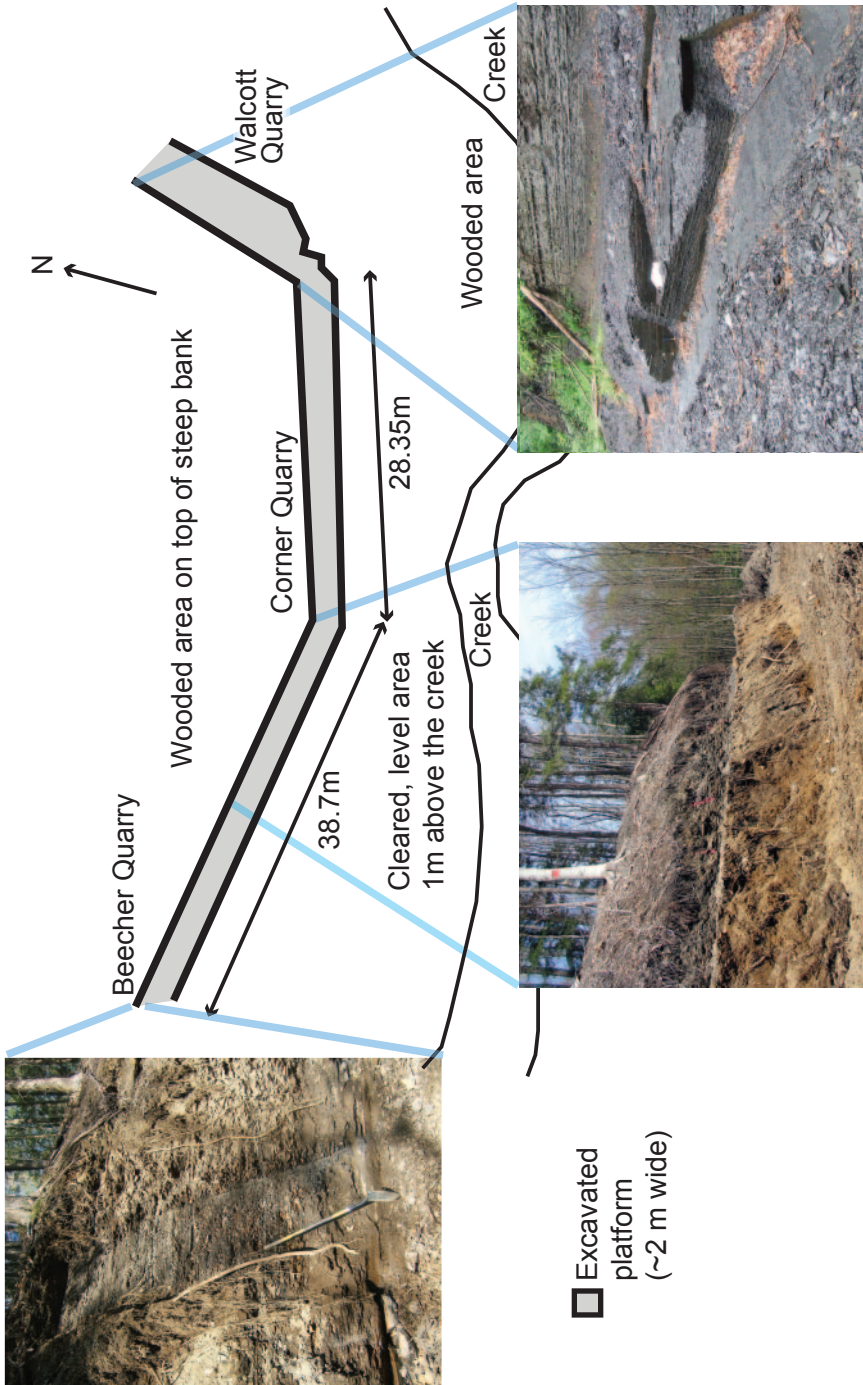 Beecher Quarry
Wooded area on top of steep bank
N
Corner Quarry
Walcott
Quarry
38.7m
28.35m
Cleared, level area
1m above the creek
Creek
Wooded area
Creek
Excavated
platform
(~2 m wide)